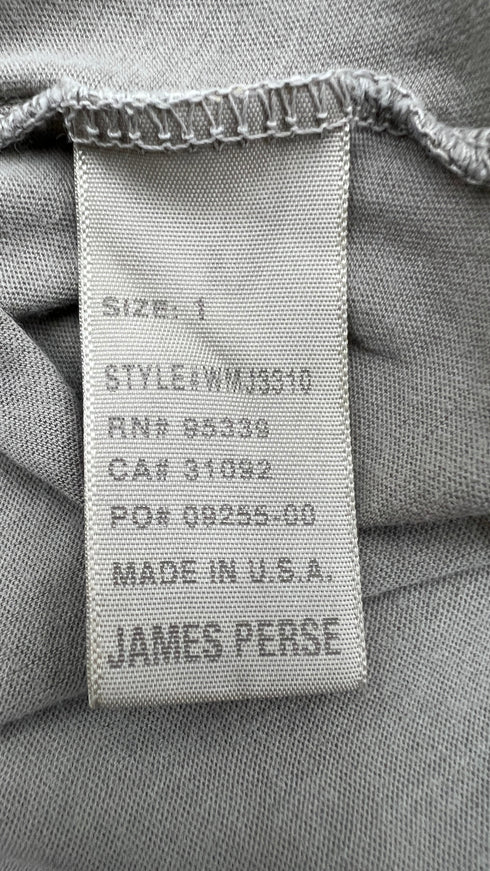 SIZE: 1
STYLE#WMJ3310
RN# 95339
CA# 31092
PO# 09255-00
MADE IN U.S.A.
JAMES PERSE